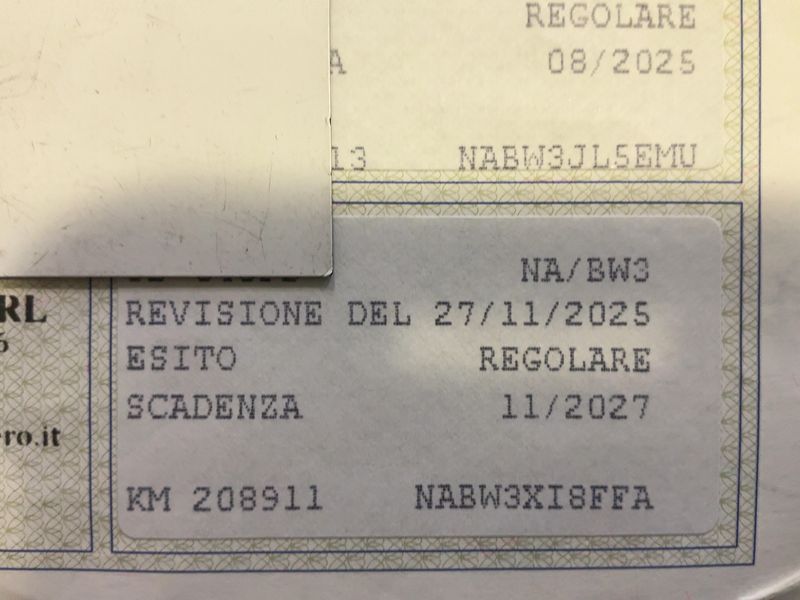 REGOLARE
A 08/2025
13 NABW3JL5EMU
NA/BW3
REVISIONE DEL 27/11/2025
ESITO REGOLARE
SCADENZA 11/2027
KM 208911 NABW3XI8FFA
RL
ro.it